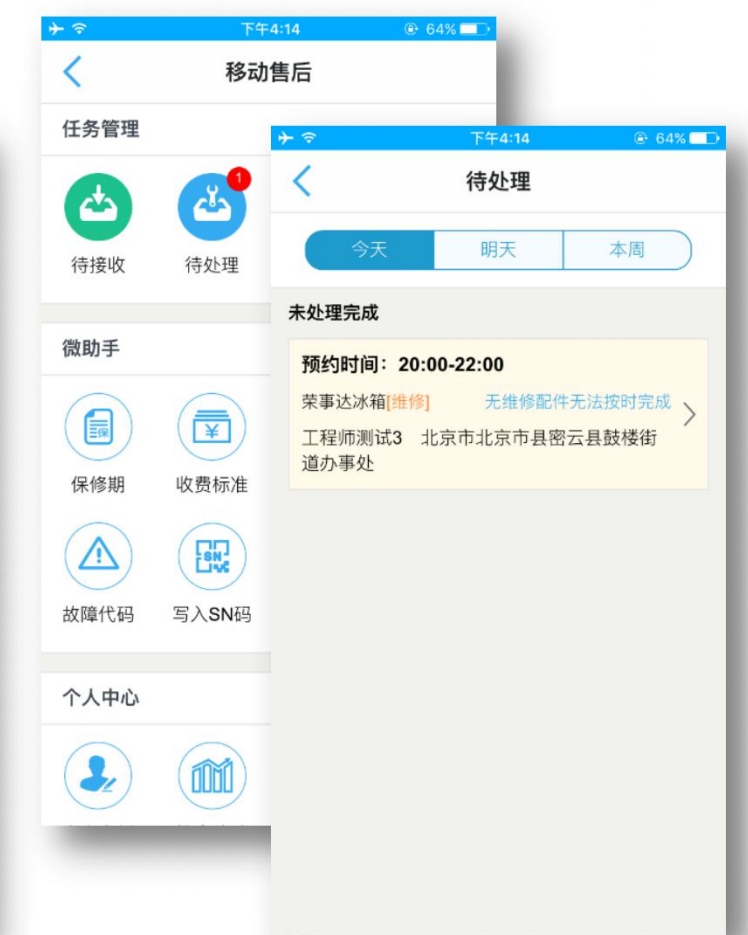 下午4:14
64%
移动售后
任务管理
1
待接收
待处理
微助手
保
¥
保修期
收费标准
SN
故障代码
写入SN码
个人中心
下午4:14
64%
待处理
今天
明天
本周
未处理完成
预约时间：20:00-22:00
荣事达冰箱[维修] 无维修配件无法按时完成
工程师测试3 北京市北京市县密云县鼓楼街
道办事处